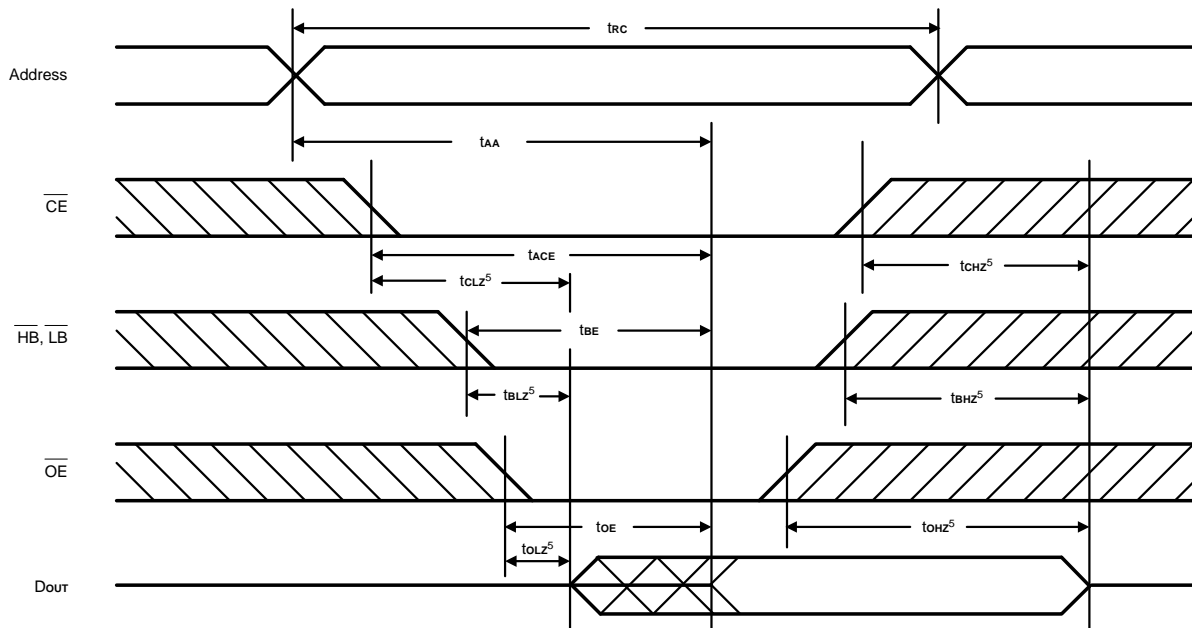 tRC
Address
tAA
CE
tACE
tCHZ5
tCLZ5
HB, LB
tBE
tBLZ5
tBHZ5
OE
tOE
tOHZ5
tOLZ5
DOUT